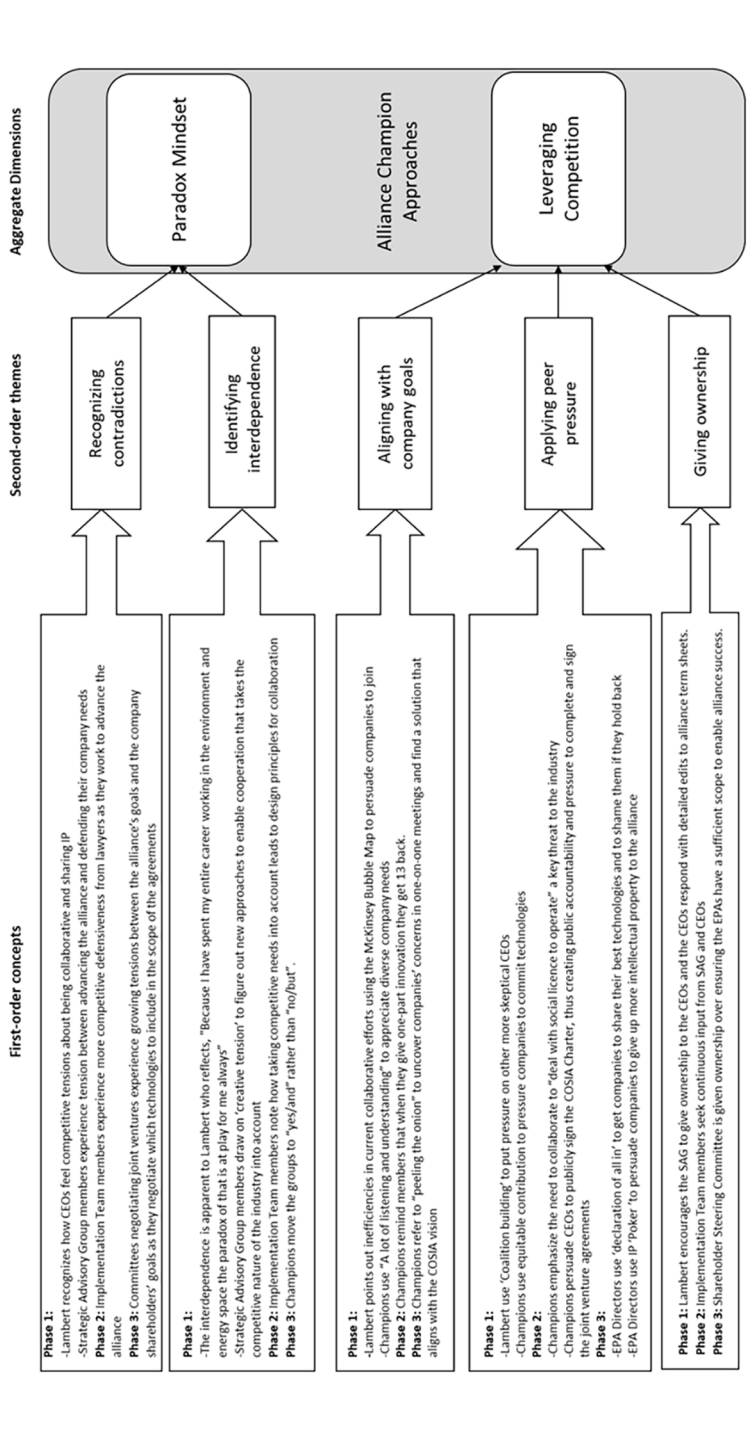 First-order concepts
Second-order themes
Aggregate Dimensions
Phase 1:
-Lambert recognizes how CEOs feel competitive tensions about being collaborative and sharing IP
-Strategic Advisory Group members experience tension between advancing the alliance and defending their company needs
Phase 2: Implementation Team members experience more competitive defensiveness from lawyers as they work to advance the
alliance
Phase 3: Committees negotiating joint ventures experience growing tensions between the alliance's goals and the company
shareholders' goals as they negotiate which technologies to include in the scope of the agreements
Recognizing
contradictions
Phase 1:
-The interdependence is apparent to Lambert who reflects, "Because I have spent my entire career working in the environment and
energy space the paradox of that is at play for me always"
-Strategic Advisory Group members draw on 'creative tension' to figure out new approaches to enable cooperation that takes the
competitive nature of the industry into account
Phase 2: Implementation Team members note how taking competitive needs into account leads to design principles for collaboration
Phase 3: Champions move the groups to "yes/and" rather than "no/but".
Identifying
interdependence
Paradox Mindset
Alliance Champion
Approaches
Phase 1:
-Lambert points out inefficiencies in current collaborative efforts using the McKinsey Bubble Map to persuade companies to join
-Champions use "A lot of listening and understanding" to appreciate diverse company needs
Phase 2: Champions remind members that when they give one-part innovation they get 13 back.
Phase 3: Champions refer to "peeling the onion" to uncover companies' concerns in one-on-one meetings and find a solution that
aligns with the COSIA vision
Aligning with
company goals
Phase 1:
-Lambert use 'Coalition building' to put pressure on other more skeptical CEOs
-Champions use equitable contribution to pressure companies to commit technologies
Phase 2:
-Champions emphasize the need to collaborate to "deal with social licence to operate" a key threat to the industry
-Champions persuade CEOs to publicly sign the COSIA Charter, thus creating public accountability and pressure to complete and sign
the joint venture agreements
Phase 3:
-EPA Directors use 'declaration of all in' to get companies to share their best technologies and to shame them if they hold back
-EPA Directors use IP 'Poker' to persuade companies to give up more intellectual property to the alliance
Applying peer
pressure
Leveraging
Competition
Phase 1: Lambert encourages the SAG to give ownership to the CEOs and the CEOs respond with detailed edits to alliance term sheets.
Phase 2: Implementation Team members seek continuous input from SAG and CEOs
Phase 3: Shareholder Steering Committee is given ownership over ensuring the EPAs have a sufficient scope to enable alliance success.
Giving ownership